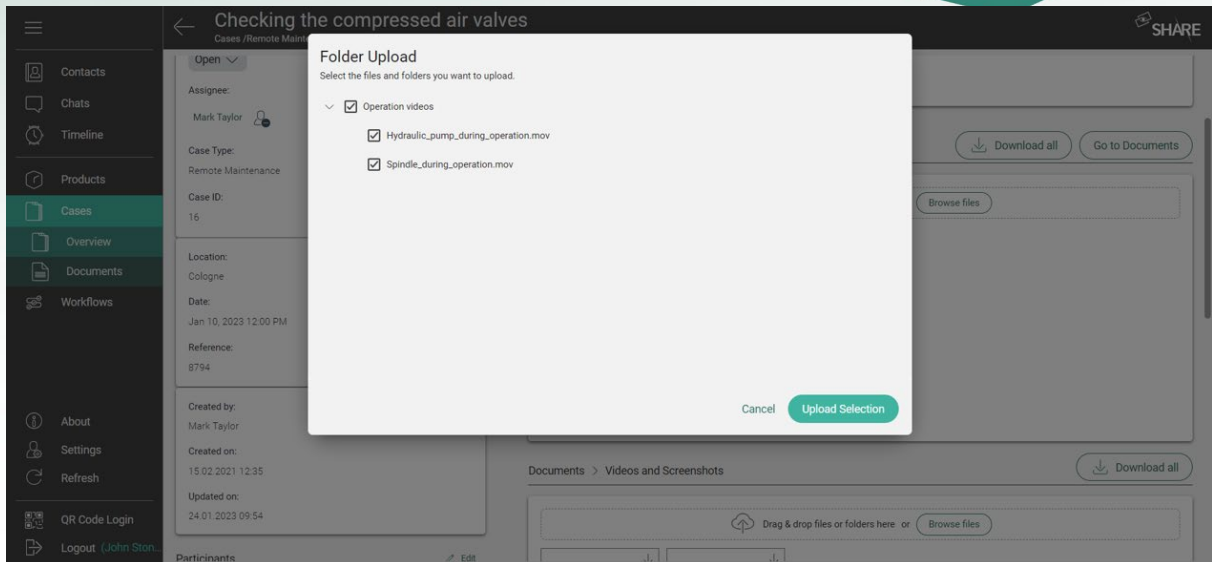 Checking the compressed air valves
Cases /Remote Mainte
SHARE
Contacts
Chats
Timeline
Products
Cases
Overview
Documents
Workflows
About
Settings
Refresh
QR Code Login
Logout (John Ston...
Open
Assignee:
Mark Taylor
Case Type:
Remote Maintenance
Case ID:
16
Location:
Cologne
Date:
Jan 10, 2023 12:00 PM
Reference:
8794
Created by:
Mark Taylor
Created on:
15.02.2021 12:35
Updated on:
24.01.2023 09:54
Participants
Edit
Folder Upload
Select the files and folders you want to upload.
Operation videos
Hydraulic_pump_during_operation.mov
Spindle_during_operation.mov
Cancel
Upload Selection
Download all
Go to Documents
Browse files
Documents > Videos and Screenshots
Download all
Drag & drop files or folders here or Browse files